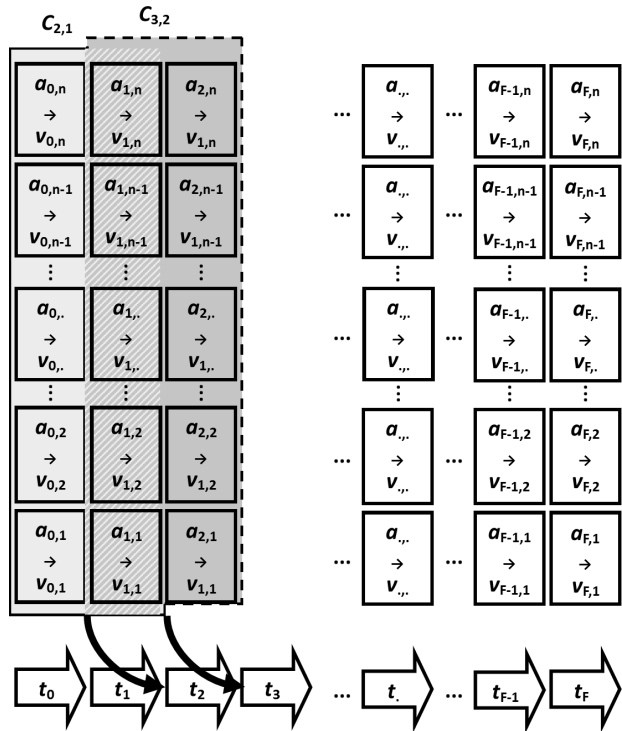 C2,1 C3,2
a0,n a1,n a2,n a.,. aF-1,n aF,n
→ → → ... → ... → →
v0,n v1,n v1,n v.,. vF-1,n vF,n
a0,n-1 a1,n-1 a2,n-1 a.,. aF-1,n-1 aF,n-1
→ → → ... → ... → →
v0,n-1 v1,n-1 v1,n-1 v.,. vF-1,n-1 vF,n-1
⋮ ⋮ ⋮ ⋮ ⋮ ⋮
a0,. a1,. a2,. a.,. aF-1,. aF,.
→ → → ... → ... → →
v0,. v1,. v1,. v.,. vF-1,. vF,.
⋮ ⋮ ⋮ ⋮ ⋮ ⋮
a0,2 a1,2 a2,2 a.,. aF-1,2 aF,2
→ → → ... → ... → →
v0,2 v1,2 v1,2 v.,. vF-1,2 vF,2
a0,1 a1,1 a2,1 a.,. aF-1,1 aF,1
→ → → ... → ... → →
v0,1 v1,1 v1,1 v.,. vF-1,1 vF,1
t0 t1 t2 t3 ... t. ... tF-1 tF